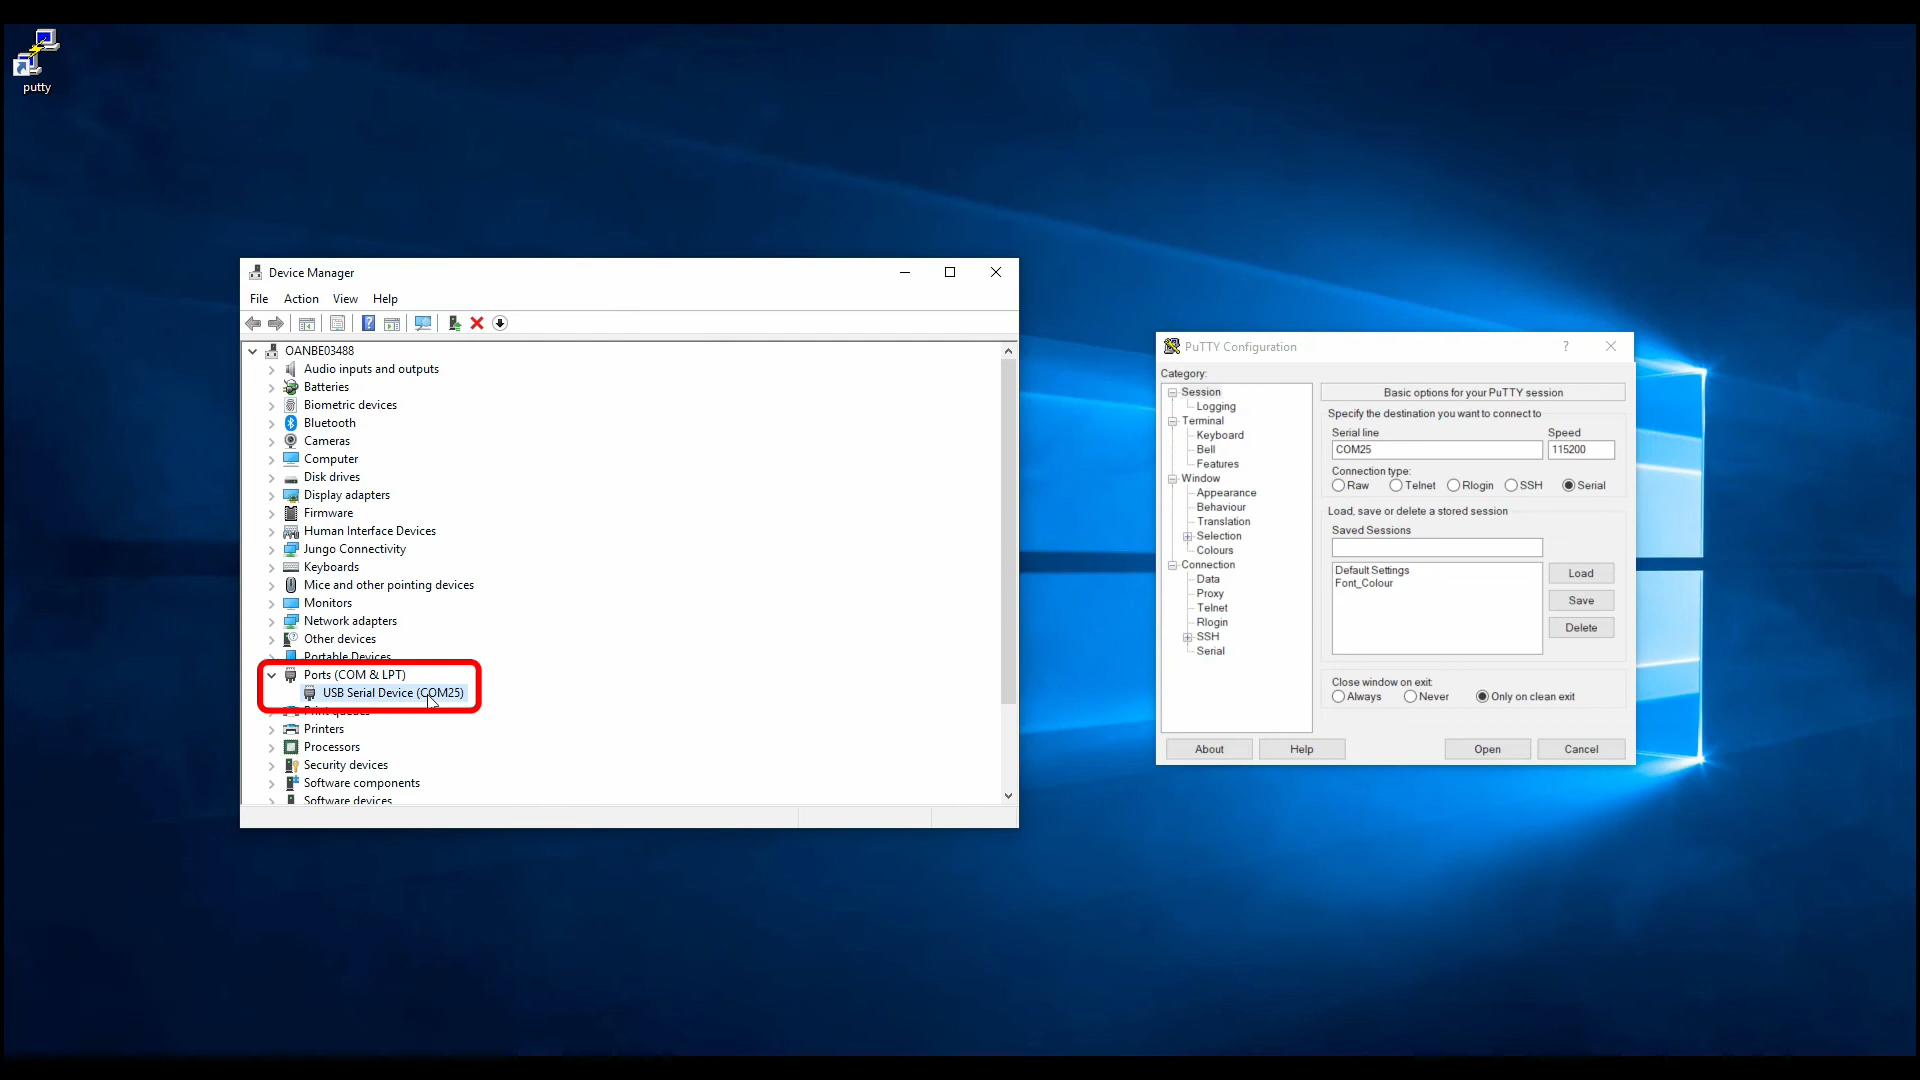 putty
Device Manager
File Action View Help
OANBE03488
Audio inputs and outputs
Batteries
Biometric devices
Bluetooth
Cameras
Computer
Disk drives
Display adapters
Firmware
Human Interface Devices
Jungo Connectivity
Keyboards
Mice and other pointing devices
Monitors
Network adapters
Other devices
Portable Devices
Ports (COM & LPT)
USB Serial Device (COM25)
Print queues
Printers
Processors
Security devices
Software components
Software devices
PuTTY Configuration
?
Category:
Session
Logging
Terminal
Keyboard
Bell
Features
Window
Appearance
Behaviour
Translation
Selection
Colours
Connection
Data
Proxy
Telnet
Rlogin
SSH
Serial
Basic options for your PuTTY session
Specify the destination you want to connect to
Serial line Speed
COM25 115200
Connection type:
Raw Telnet Rlogin SSH Serial
Load, save or delete a stored session
Saved Sessions
Default Settings
Font_Colour
Load
Save
Delete
Close window on exit:
Always Never Only on clean exit
About Help Open Cancel